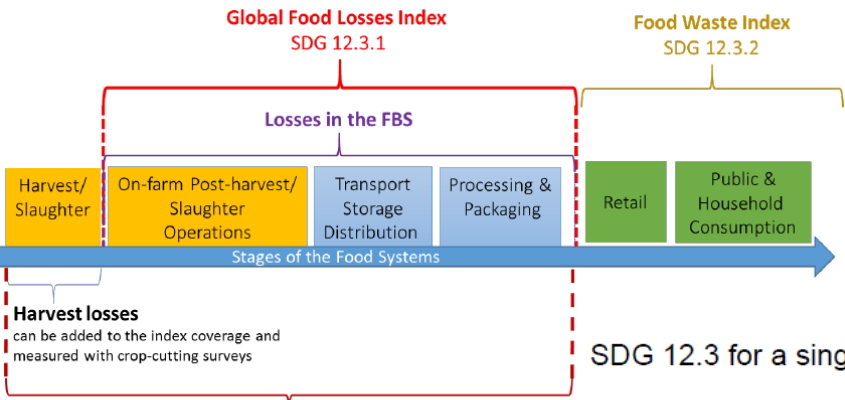 Global Food Losses Index
SDG 12.3.1
Food Waste Index
SDG 12.3.2
Losses in the FBS
Harvest/
Slaughter
On-farm Post-harvest/
Slaughter
Operations
Transport
Storage
Distribution
Processing &
Packaging
Retail
Public &
Household
Consumption
Stages of the Food Systems
Harvest losses
can be added to the index coverage and
measured with crop-cutting surveys
SDG 12.3 for a sing